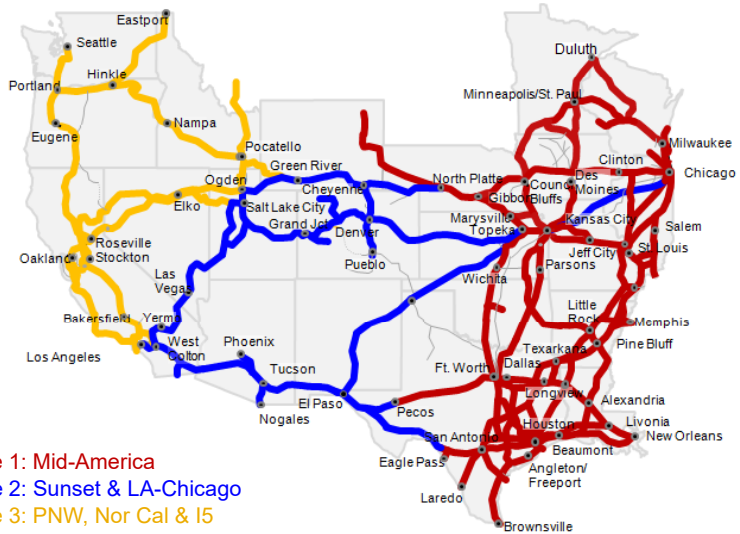 Eastport
Seattle
Duluth
Hinkle
Portland
Minneapolis/St. Paul
Eugene
Nampa
Milwaukee
Pocatello
Clinton
Green River
Chicago
Ogden
North Platte
Des
Moines
Cheyenne
Council
Bluffs
Elko
Salt Lake City
Gibbon
Marysville
Kansas City
Grand Jct
Topeka
Salem
Denver
Roseville
Jeff City
St Louis
Oakland
Stockton
Pueblo
Parsons
Las
Vegas
Wichita
Little
Rock
Bakersfield
Yermo
Memphis
Phoenix
Pine Bluff
West
Colton
Texarkana
Los Angeles
Ft. Worth
Dallas
Tucson
Longview
Alexandria
El Paso
Pecos
Nogales
Houston
Livonia
San Antonio
New Orleans
Beaumont
Eagle Pass
Angleton/
Freeport
Laredo
Brownsville
e 1: Mid-America
e 2: Sunset & LA-Chicago
e 3: PNW, Nor Cal & I5